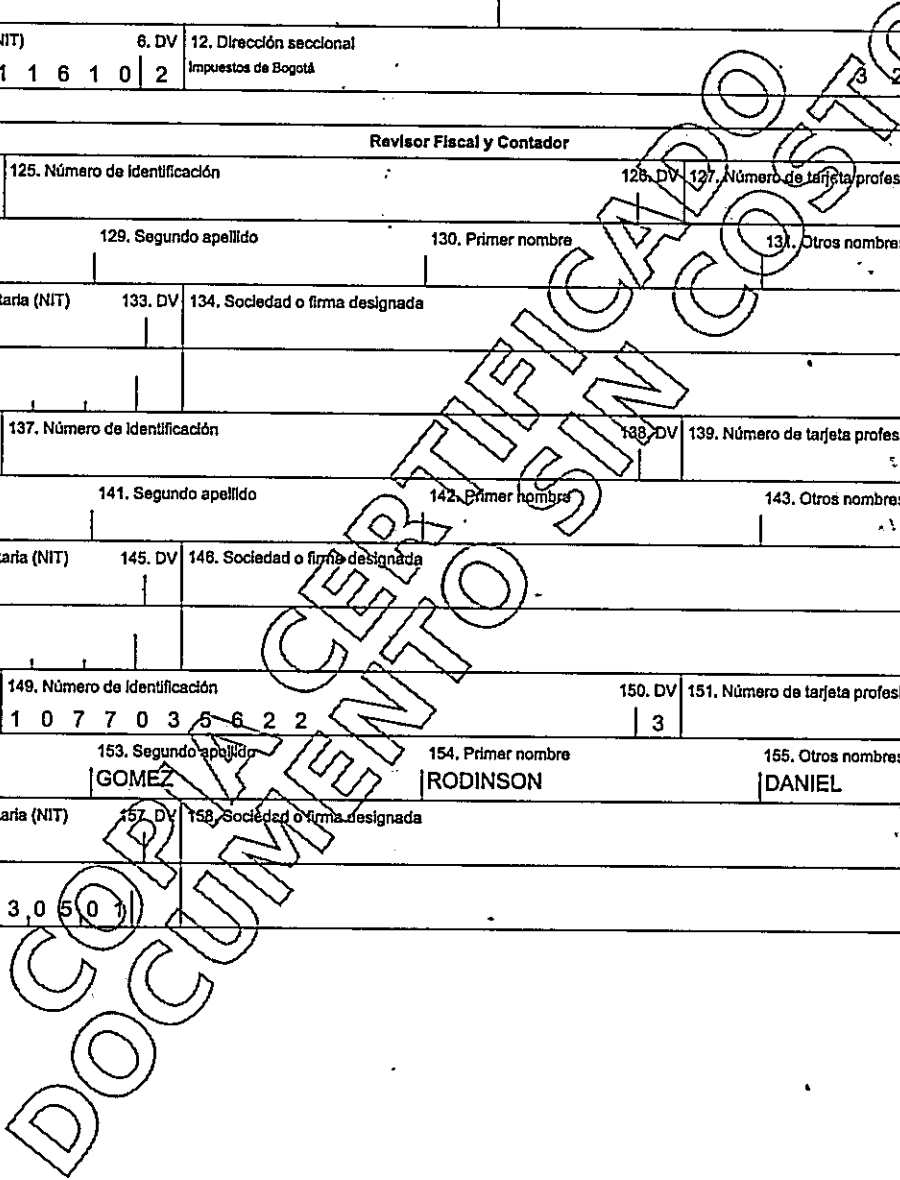 NIT) 6. DV 12. Dirección seccional
1 1 6 1 0 2 Impuestos de Bogotá 3 2
Revisor Fiscal y Contador
125. Número de identificación 126. DV 127. Número de tarjeta profes
129. Segundo apellido 130. Primer nombre 131. Otros nombres
taria (NIT) 133. DV 134. Sociedad o firma designada
137. Número de identificación 138. DV 139. Número de tarjeta profes
141. Segundo apellido 142. Primer nombre 143. Otros nombres
taria (NIT) 145. DV 146. Sociedad o firma designada
149. Número de identificación 150. DV 151. Número de tarjeta profesi
1 0 7 7 0 3 5 6 2 2 3
153. Segundo apellido 154. Primer nombre 155. Otros nombres
GOMEZ RODINSON DANIEL
taria (NIT) 157. DV 158. Sociedad o firma designada
3 0 5 0 1
COPIA CERTIFICADO
DOCUMENTO SIN COSTO